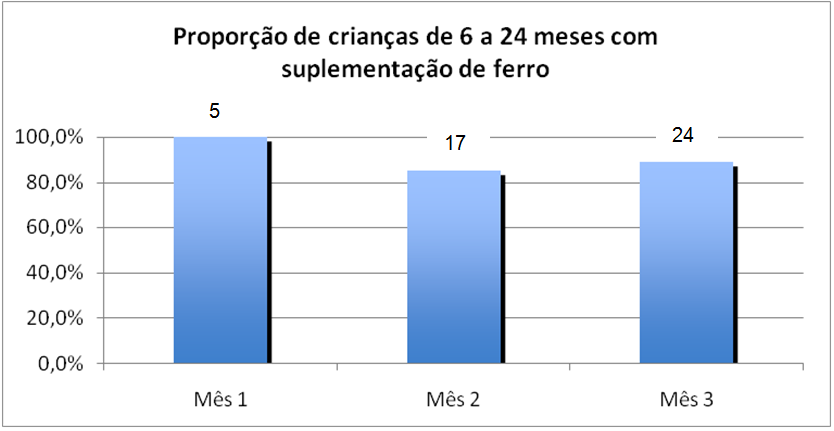 Proporção de crianças de 6 a 24 meses com
suplementação de ferro
5
17
24
100,0%
80,0%
60,0%
40,0%
20,0%
0,0%
Mês 1
Mês 2
Mês 3